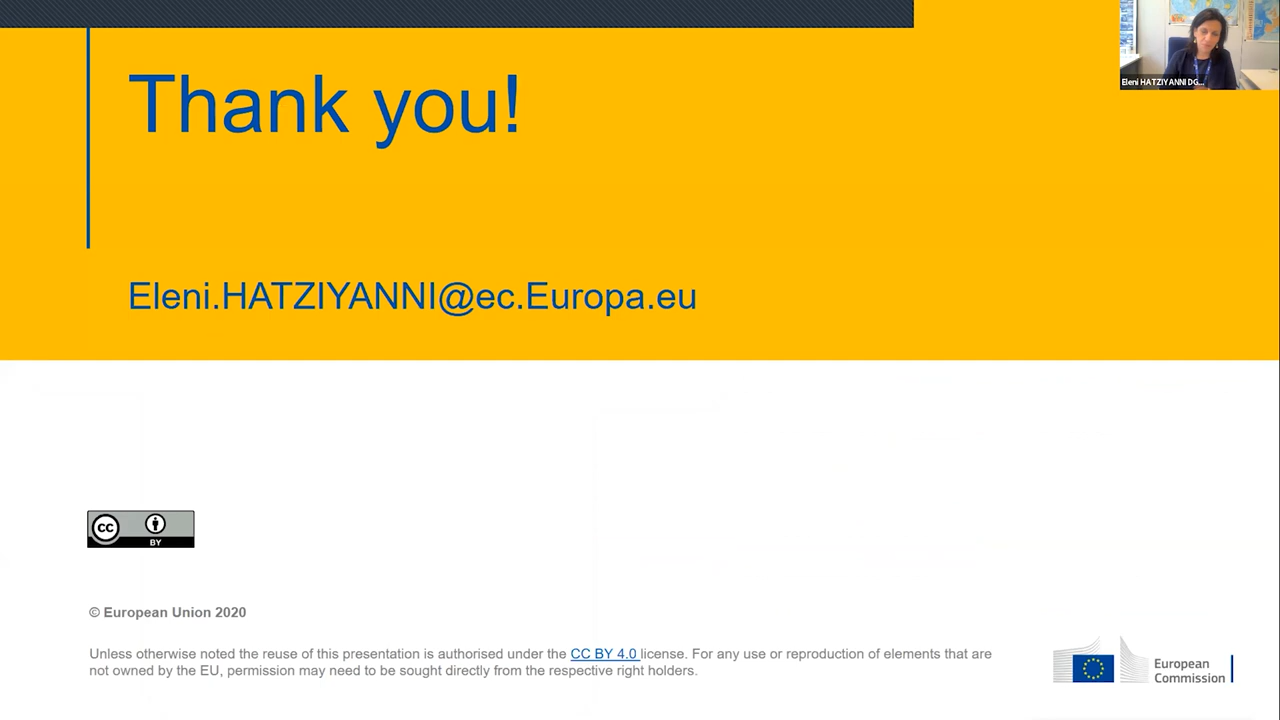 Thank you!
Eleni HATZIYANNI DG...
Eleni.HATZIYANNI@ec.Europa.eu
cc
BY
© European Union 2020
Unless otherwise noted the reuse of this presentation is authorised under the CC BY 4.0 license. For any use or reproduction of elements that are
not owned by the EU, permission may need to be sought directly from the respective right holders.
European
Commission